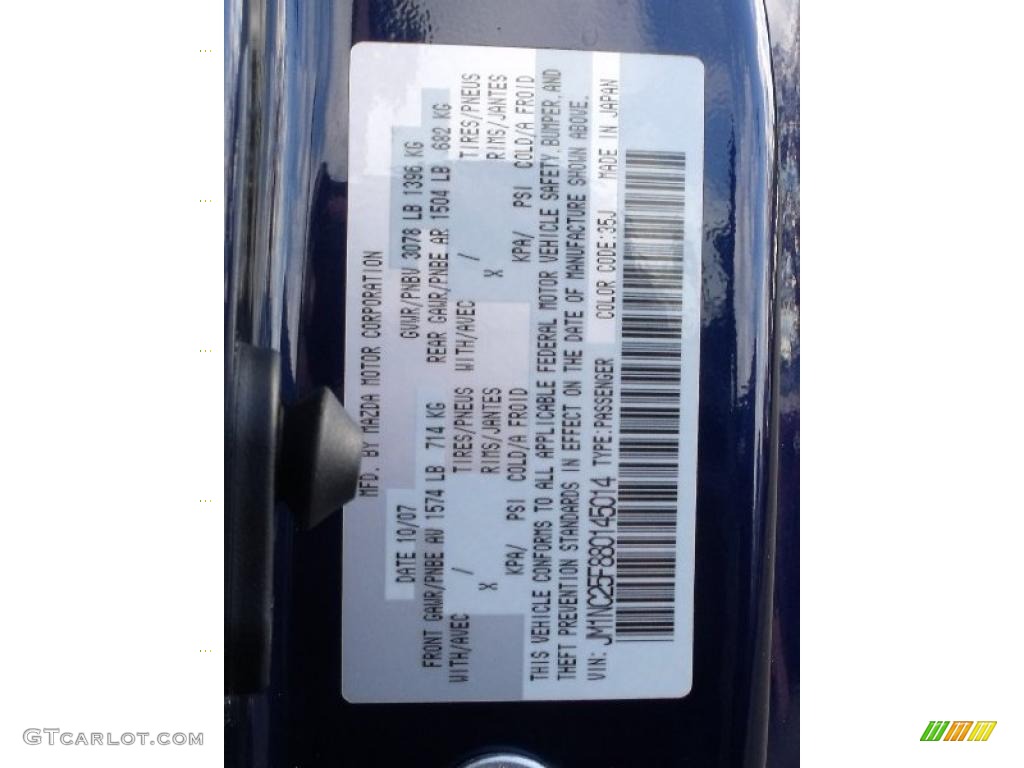 MFD. BY MAZDA MOTOR CORPORATION
DATE 10/07 GVWR/PNBV 3078 LB 1396 KG
FRONT GAWR/PNBE AV 1574 LB 714 KG REAR GAWR/PNBE AR 1504 LB 682 KG
WITH/AVEC / TIRES/PNEUS WITH/AVEC / TIRES/PNEUS
X RIMS/JANTES X RIMS/JANTES
KPA/ PSI COLD/A FROID KPA/ PSI COLD/A FROID
THIS VEHICLE CONFORMS TO ALL APPLICABLE FEDERAL MOTOR VEHICLE SAFETY, BUMPER, AND
THEFT PREVENTION STANDARDS IN EFFECT ON THE DATE OF MANUFACTURE SHOWN ABOVE.
VIN: JM1NC25F880145014 TYPE:PASSENGER COLOR CODE:35J MADE IN JAPAN
GTCARLOT.COM